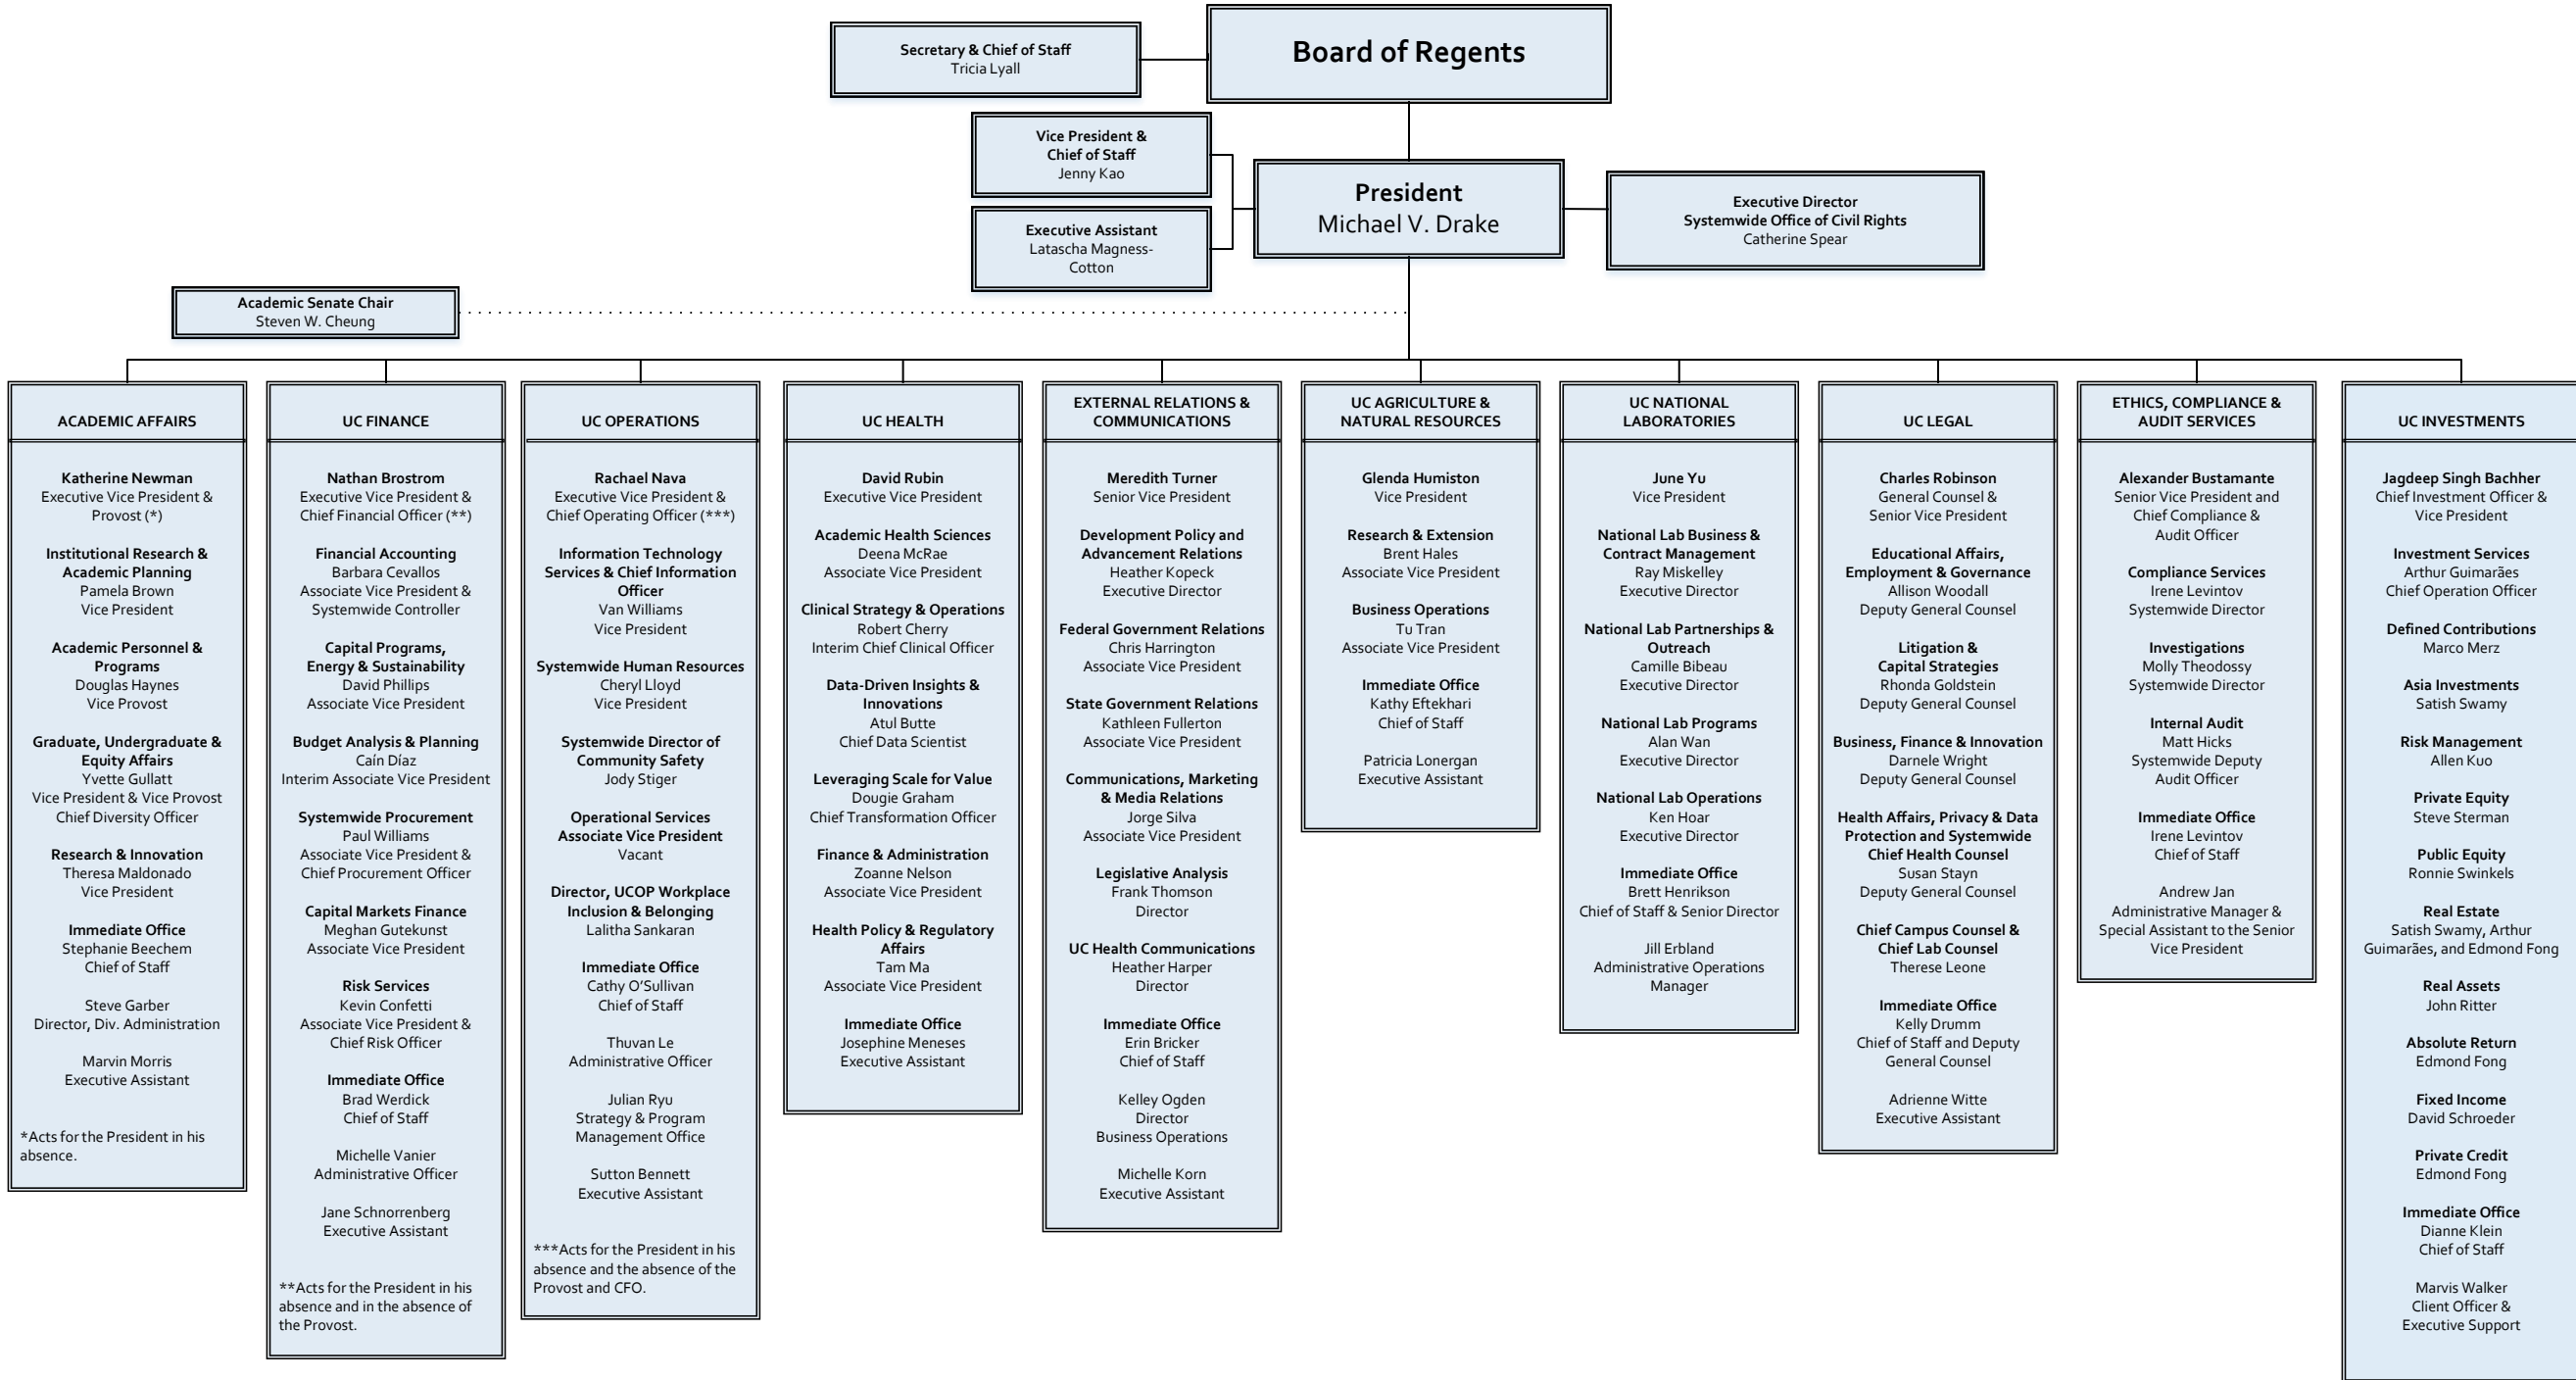 Board of Regents
Secretary & Chief of Staff
Tricia Lyall
Vice President &
Chief of Staff
Jenny Kao
President
Michael V. Drake
Executive Director
Systemwide Office of Civil Rights
Catherine Spear
Executive Assistant
Latascha Magness-
Cotton
Academic Senate Chair
Steven W. Cheung
ACADEMIC AFFAIRS
Katherine Newman
Executive Vice President &
Provost (*)
Institutional Research &
Academic Planning
Pamela Brown
Vice President
Academic Personnel &
Programs
Douglas Haynes
Vice Provost
Graduate, Undergraduate &
Equity Affairs
Yvette Gullatt
Vice President & Vice Provost
Chief Diversity Officer
Research & Innovation
Theresa Maldonado
Vice President
Immediate Office
Stephanie Beechem
Chief of Staff
Steve Garber
Director, Div. Administration
Marvin Morris
Executive Assistant
*Acts for the President in his
absence.
UC FINANCE
Nathan Brostrom
Executive Vice President &
Chief Financial Officer (**)
Financial Accounting
Barbara Cevallos
Associate Vice President &
Systemwide Controller
Capital Programs,
Energy & Sustainability
David Phillips
Associate Vice President
Budget Analysis & Planning
Caín Díaz
Interim Associate Vice President
Systemwide Procurement
Paul Williams
Associate Vice President &
Chief Procurement Officer
Capital Markets Finance
Meghan Gutekunst
Associate Vice President
Risk Services
Kevin Confetti
Associate Vice President &
Chief Risk Officer
Immediate Office
Brad Werdick
Chief of Staff
Michelle Vanier
Administrative Officer
Jane Schnorrenberg
Executive Assistant
**Acts for the President in his
absence and in the absence of
the Provost.
UC OPERATIONS
Rachael Nava
Executive Vice President &
Chief Operating Officer (***)
Information Technology
Services & Chief Information
Officer
Van Williams
Vice President
Systemwide Human Resources
Cheryl Lloyd
Vice President
Systemwide Director of
Community Safety
Jody Stiger
Operational Services
Associate Vice President
Vacant
Director, UCOP Workplace
Inclusion & Belonging
Lalitha Sankaran
Immediate Office
Cathy O'Sullivan
Chief of Staff
Thuvan Le
Administrative Officer
Julian Ryu
Strategy & Program
Management Office
Sutton Bennett
Executive Assistant
***Acts for the President in his
absence and the absence of the
Provost and CFO.
UC HEALTH
David Rubin
Executive Vice President
Academic Health Sciences
Deena McRae
Associate Vice President
Clinical Strategy & Operations
Robert Cherry
Interim Chief Clinical Officer
Data-Driven Insights &
Innovations
Atul Butte
Chief Data Scientist
Leveraging Scale for Value
Dougie Graham
Chief Transformation Officer
Finance & Administration
Zoanne Nelson
Associate Vice President
Health Policy & Regulatory
Affairs
Tam Ma
Associate Vice President
Immediate Office
Josephine Meneses
Executive Assistant
EXTERNAL RELATIONS &
COMMUNICATIONS
Meredith Turner
Senior Vice President
Development Policy and
Advancement Relations
Heather Kopeck
Executive Director
Federal Government Relations
Chris Harrington
Associate Vice President
State Government Relations
Kathleen Fullerton
Associate Vice President
Communications, Marketing
& Media Relations
Jorge Silva
Associate Vice President
Legislative Analysis
Frank Thomson
Director
UC Health Communications
Heather Harper
Director
Immediate Office
Erin Bricker
Chief of Staff
Kelley Ogden
Director
Business Operations
Michelle Korn
Executive Assistant
UC AGRICULTURE &
NATURAL RESOURCES
Glenda Humiston
Vice President
Research & Extension
Brent Hales
Associate Vice President
Business Operations
Tu Tran
Associate Vice President
Immediate Office
Kathy Eftekhari
Chief of Staff
Patricia Lonergan
Executive Assistant
UC NATIONAL
LABORATORIES
June Yu
Vice President
National Lab Business &
Contract Management
Ray Miskelley
Executive Director
National Lab Partnerships &
Outreach
Camille Bibeau
Executive Director
National Lab Programs
Alan Wan
Executive Director
National Lab Operations
Ken Hoar
Executive Director
Immediate Office
Brett Henrikson
Chief of Staff & Senior Director
Jill Erbland
Administrative Operations
Manager
UC LEGAL
Charles Robinson
General Counsel &
Senior Vice President
Educational Affairs,
Employment & Governance
Allison Woodall
Deputy General Counsel
Litigation &
Capital Strategies
Rhonda Goldstein
Deputy General Counsel
Business, Finance & Innovation
Darnele Wright
Deputy General Counsel
Health Affairs, Privacy & Data
Protection and Systemwide
Chief Health Counsel
Susan Stayn
Deputy General Counsel
Chief Campus Counsel &
Chief Lab Counsel
Therese Leone
Immediate Office
Kelly Drumm
Chief of Staff and Deputy
General Counsel
Adrienne Witte
Executive Assistant
ETHICS, COMPLIANCE &
AUDIT SERVICES
Alexander Bustamante
Senior Vice President and
Chief Compliance &
Audit Officer
Compliance Services
Irene Levintov
Systemwide Director
Investigations
Molly Theodossy
Systemwide Director
Internal Audit
Matt Hicks
Systemwide Deputy
Audit Officer
Immediate Office
Irene Levintov
Chief of Staff
Andrew Jan
Administrative Manager &
Special Assistant to the Senior
Vice President
UC INVESTMENTS
Jagdeep Singh Bachher
Chief Investment Officer &
Vice President
Investment Services
Arthur Guimarães
Chief Operation Officer
Defined Contributions
Marco Merz
Asia Investments
Satish Swamy
Risk Management
Allen Kuo
Private Equity
Steve Sterman
Public Equity
Ronnie Swinkels
Real Estate
Satish Swamy, Arthur
Guimarães, and Edmond Fong
Real Assets
John Ritter
Absolute Return
Edmond Fong
Fixed Income
David Schroeder
Private Credit
Edmond Fong
Immediate Office
Dianne Klein
Chief of Staff
Marvis Walker
Client Officer &
Executive Support